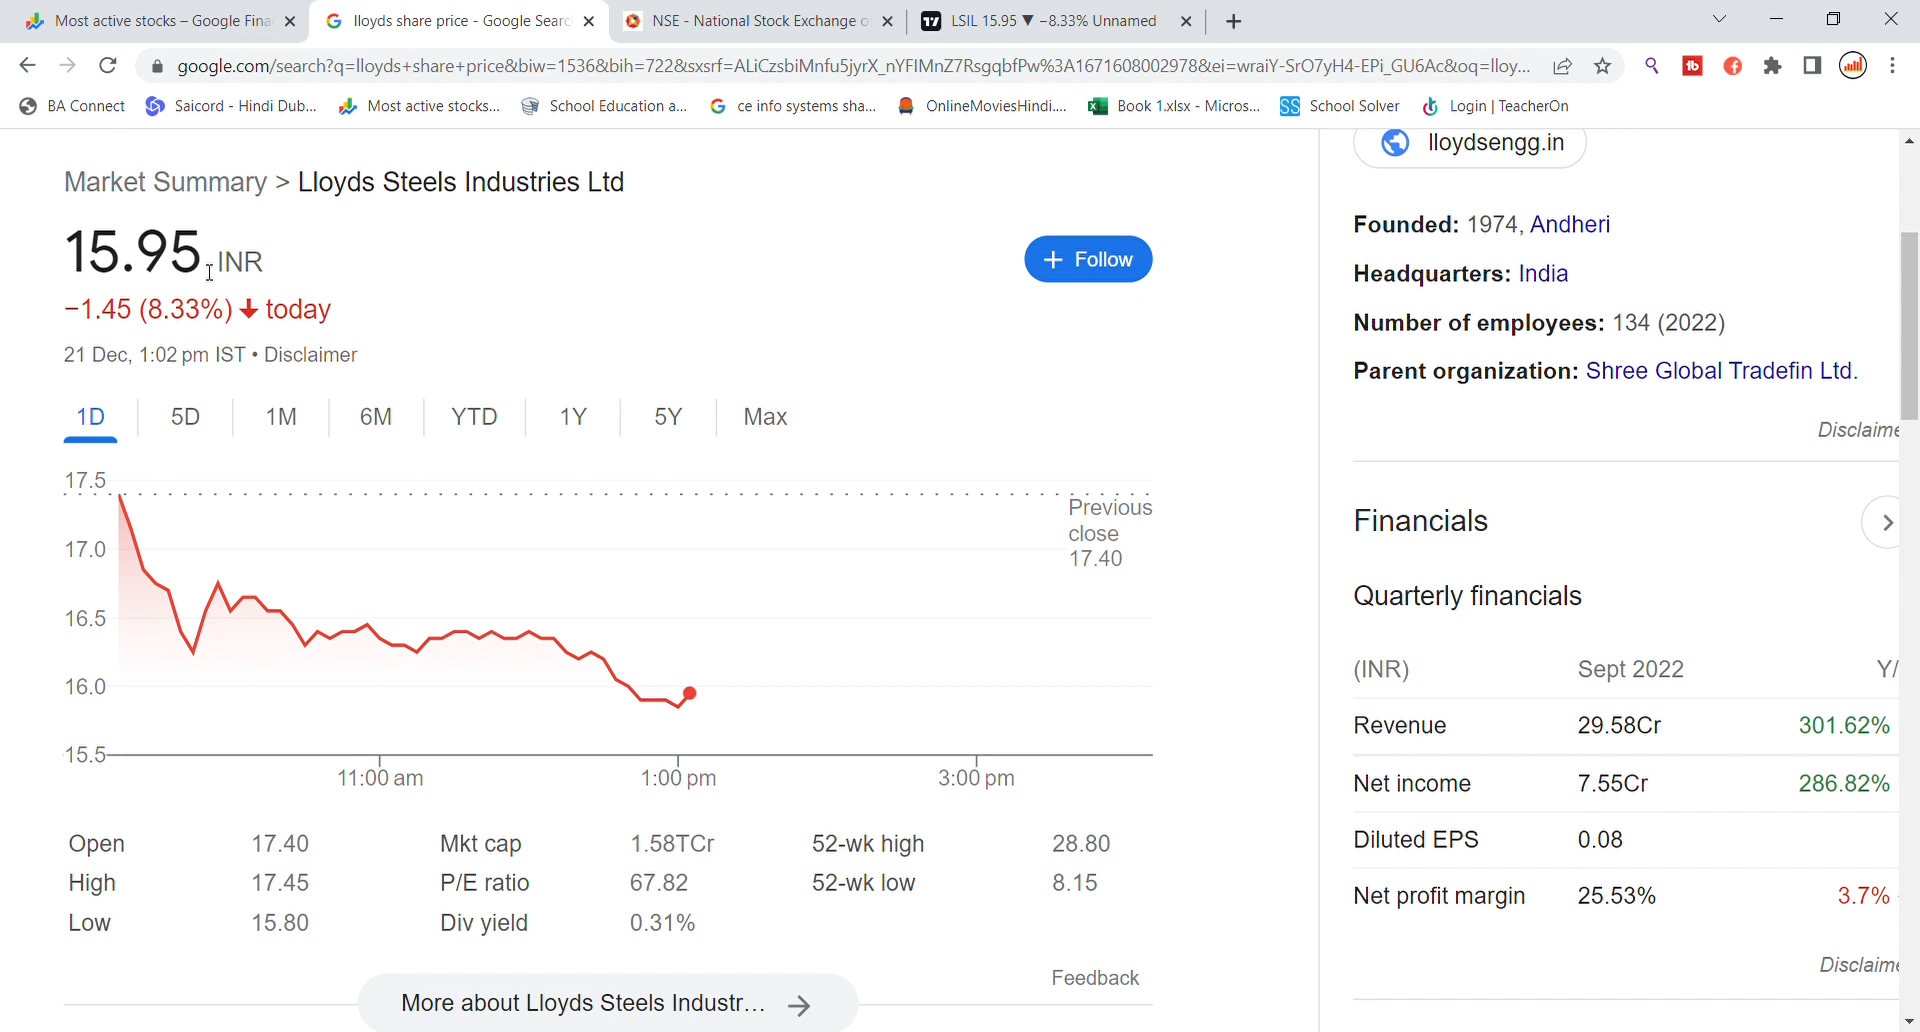 Most active stocks – Google Fina
lloyds share price - Google Searc
NSE - National Stock Exchange o
LSIL 15.95 ▼ −8.33% Unnamed
google.com/search?q=lloyds+share+price&biw=1536&bih=722&sxsrf=ALiCzsbiMnfu5jyrX_nYFIMnZ7RsgqbfPw%3A1671608002978&ei=wraiY-SrO7yH4-EPi_GU6Ac&oq=lloy...
BA Connect
Saicord - Hindi Dub...
Most active stocks...
School Education a...
ce info systems sha...
OnlineMoviesHindi....
Book 1.xlsx - Micros...
SS School Solver
Login | TeacherOn
Market Summary > Lloyds Steels Industries Ltd
15.95 INR
+ Follow
−1.45 (8.33%) ↓ today
21 Dec, 1:02 pm IST • Disclaimer
1D 5D 1M 6M YTD 1Y 5Y Max
17.5
17.0
16.5
16.0
15.5
Previous
close
17.40
11:00 am 1:00 pm 3:00 pm
Open 17.40 Mkt cap 1.58TCr 52-wk high 28.80
High 17.45 P/E ratio 67.82 52-wk low 8.15
Low 15.80 Div yield 0.31%
Feedback
More about Lloyds Steels Industr... →
lloydsengg.in
Founded: 1974, Andheri
Headquarters: India
Number of employees: 134 (2022)
Parent organization: Shree Global Tradefin Ltd.
Disclaime
Financials
Quarterly financials
(INR) Sept 2022 Y/
Revenue 29.58Cr 301.62%
Net income 7.55Cr 286.82%
Diluted EPS 0.08
Net profit margin 25.53% 3.7%
Disclaime